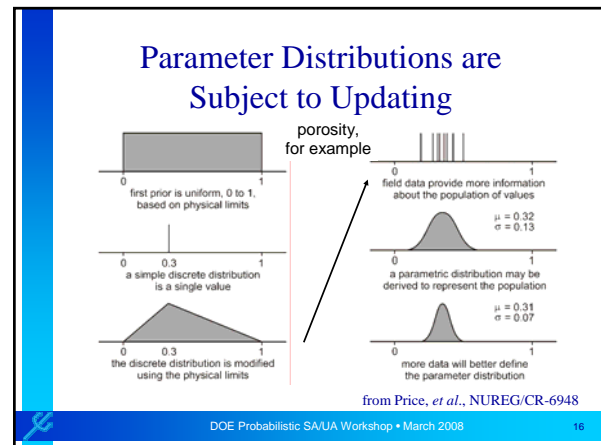 Parameter Distributions are
Subject to Updating
porosity,
for example
0 1
first prior is uniform, 0 to 1,
based on physical limits
0 0.3 1
a simple discrete distribution
is a single value
0 0.3 1
the discrete distribution is modified
using the physical limits
0 1
field data provide more information
about the population of values
μ = 0.32
σ = 0.13
0 1
a parametric distribution may be
derived to represent the population
μ = 0.31
σ = 0.07
0 1
more data will better define
the parameter distribution
from Price, et al., NUREG/CR-6948
DOE Probabilistic SA/UA Workshop • March 2008 16